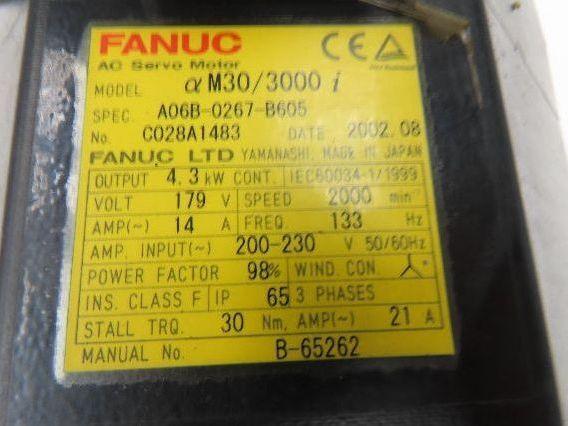 FANUC CE
AC Servo Motor
MODEL αM30/3000i
SPEC. A06B-0267-B605
No. C028A1483 DATE 2002.08
FANUC LTD YAMANASHI, MADE IN JAPAN
OUTPUT 4.3 kW CONT. IEC60034-1/1999
VOLT 179 V SPEED 2000 min⁻¹
AMP(~) 14 A FREQ 133 Hz
AMP. INPUT(~) 200-230 V 50/60Hz
POWER FACTOR 98% WIND. CON.
INS. CLASS F IP 65 3 PHASES
STALL TRQ. 30 Nm, AMP(~) 21 A
MANUAL No. B-65262